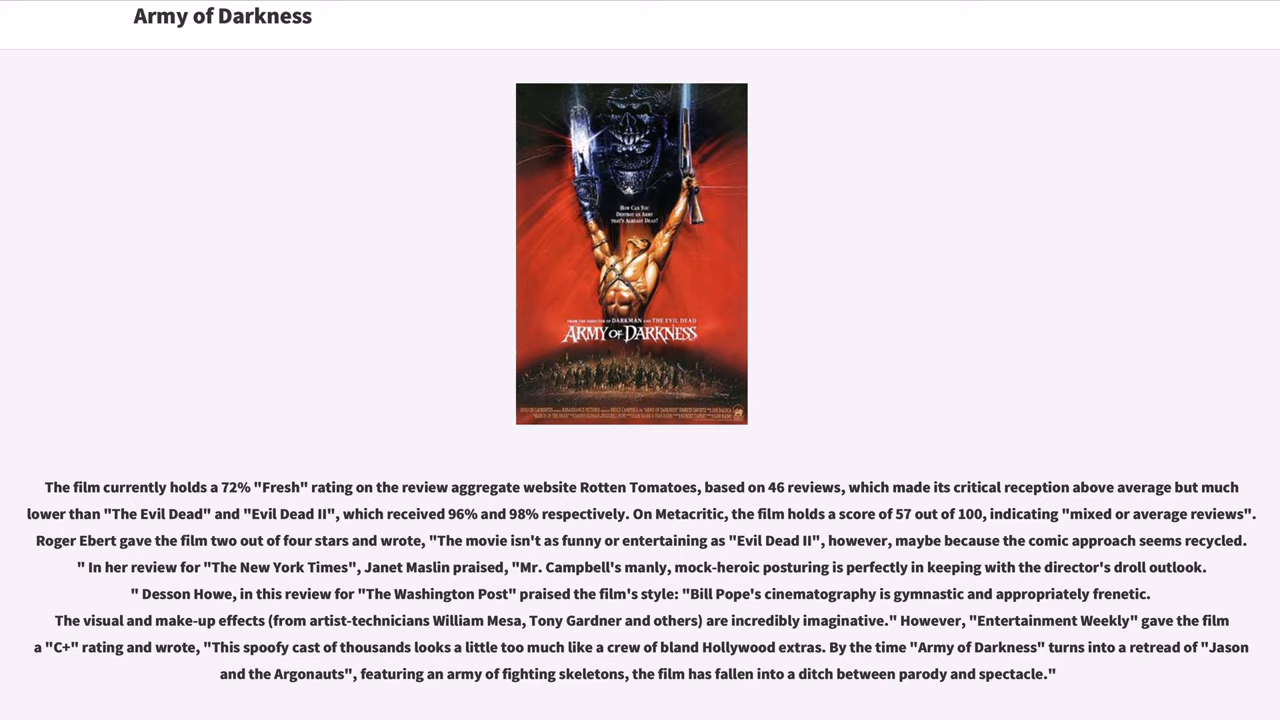 Army of Darkness
HOW CAN YOU
DESTROY AN ARMY
THAT'S ALREADY DEAD?
FROM THE DIRECTOR OF DARKMAN AND THE EVIL DEAD
ARMY OF DARKNESS
The film currently holds a 72% "Fresh" rating on the review aggregate website Rotten Tomatoes, based on 46 reviews, which made its critical reception above average but much
lower than "The Evil Dead" and "Evil Dead II", which received 96% and 98% respectively. On Metacritic, the film holds a score of 57 out of 100, indicating "mixed or average reviews".
Roger Ebert gave the film two out of four stars and wrote, "The movie isn't as funny or entertaining as "Evil Dead II", however, maybe because the comic approach seems recycled.
" In her review for "The New York Times", Janet Maslin praised, "Mr. Campbell's manly, mock-heroic posturing is perfectly in keeping with the director's droll outlook.
" Desson Howe, in this review for "The Washington Post" praised the film's style: "Bill Pope's cinematography is gymnastic and appropriately frenetic.
The visual and make-up effects (from artist-technicians William Mesa, Tony Gardner and others) are incredibly imaginative." However, "Entertainment Weekly" gave the film
a "C+" rating and wrote, "This spoofy cast of thousands looks a little too much like a crew of bland Hollywood extras. By the time "Army of Darkness" turns into a retread of "Jason
and the Argonauts", featuring an army of fighting skeletons, the film has fallen into a ditch between parody and spectacle."